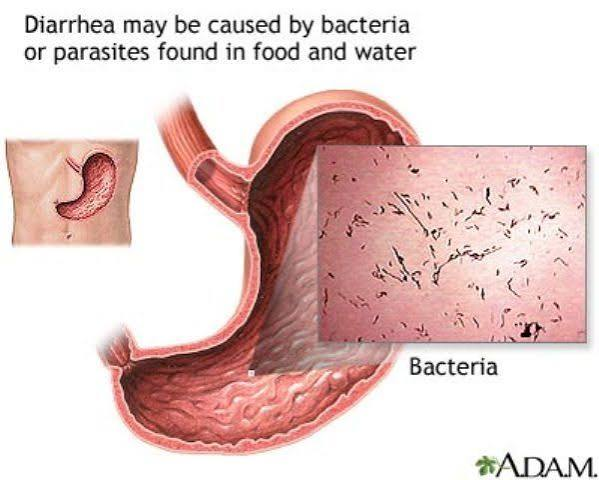 Diarrhea may be caused by bacteria
or parasites found in food and water
Bacteria
A.D.A.M.